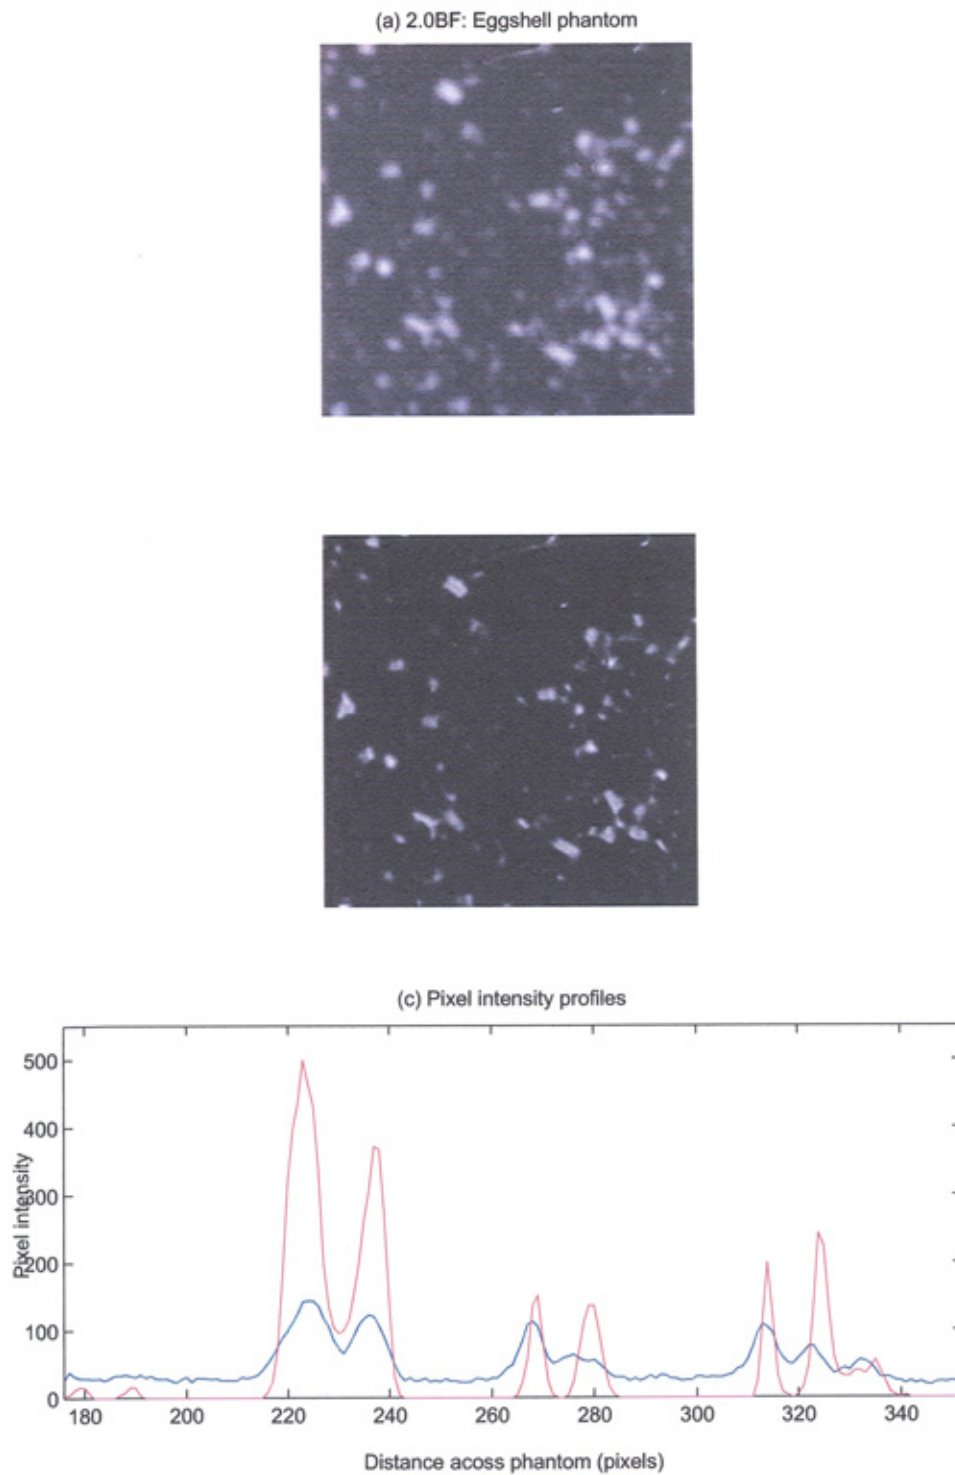 (a) 2.0BF: Eggshell phantom
(c) Pixel intensity profiles
500
400
300
200
100
0
Pixel intensity
180 200 220 240 260 280 300 320 340
Distance acoss phantom (pixels)